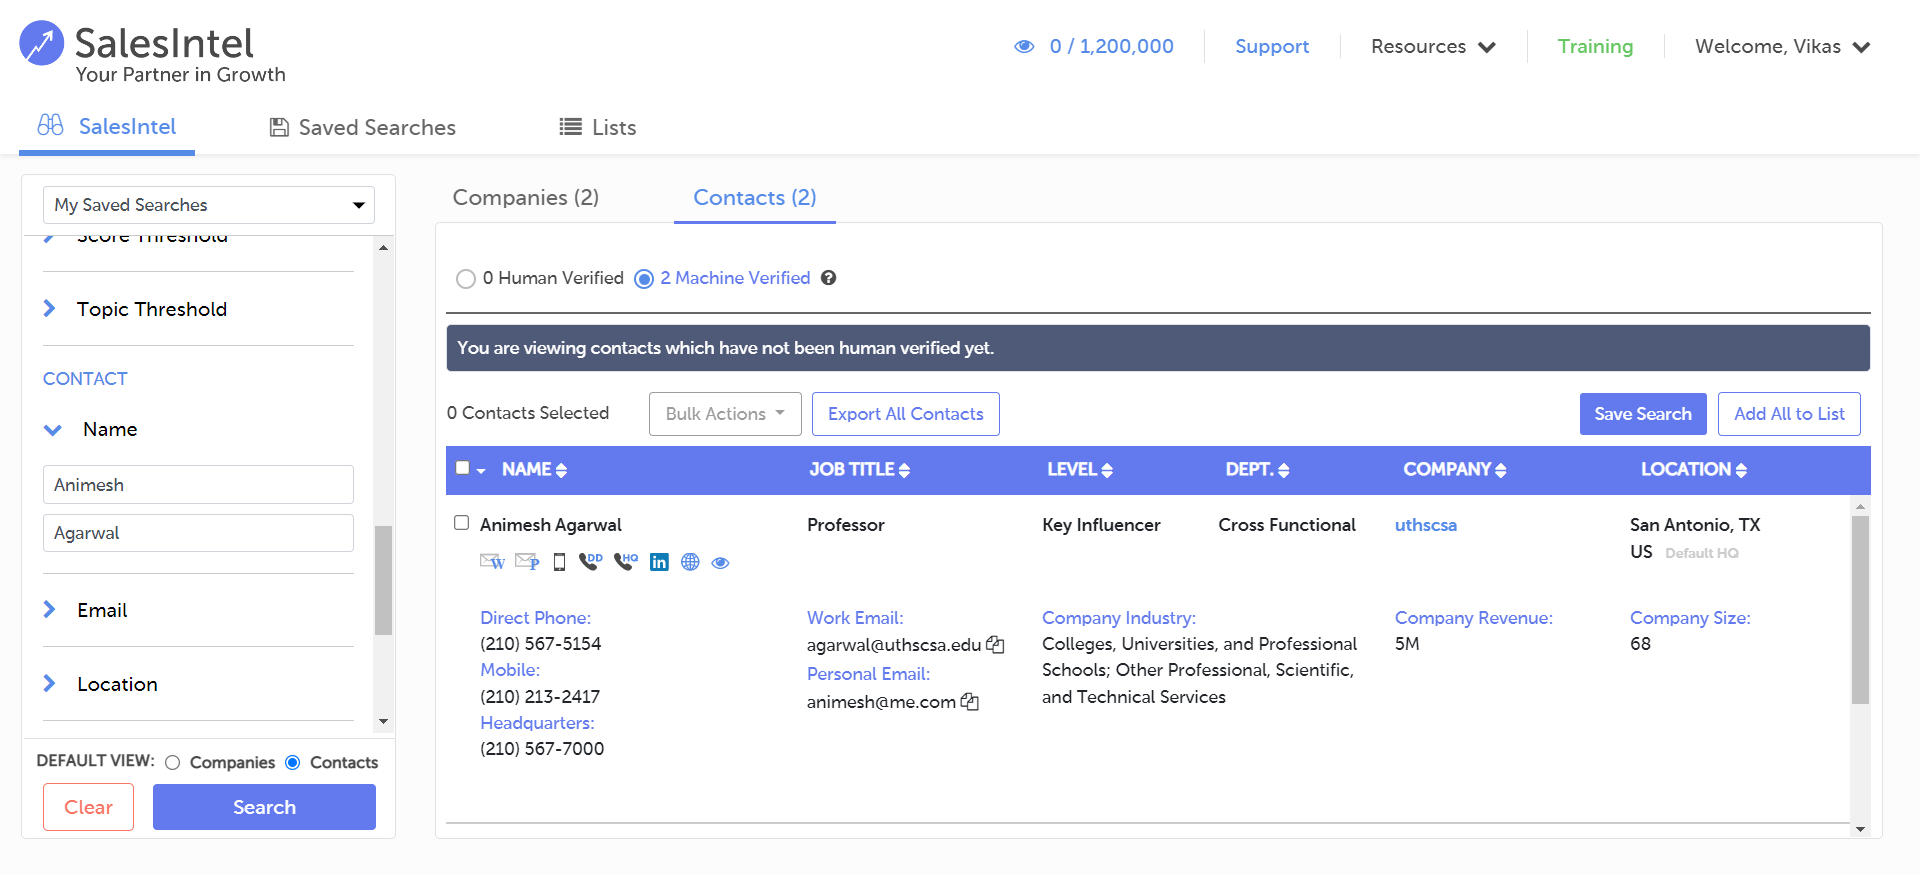 SalesIntel
Your Partner in Growth
0 / 1,200,000
Support
Resources
Training
Welcome, Vikas
SalesIntel
Saved Searches
Lists
My Saved Searches
Score Threshold
Topic Threshold
CONTACT
Name
Animesh
Agarwal
Email
Location
DEFAULT VIEW: Companies Contacts
Clear
Search
Companies (2)
Contacts (2)
0 Human Verified 2 Machine Verified ?
You are viewing contacts which have not been human verified yet.
0 Contacts Selected
Bulk Actions
Export All Contacts
Save Search
Add All to List
NAME JOB TITLE LEVEL DEPT. COMPANY LOCATION
Animesh Agarwal Professor Key Influencer Cross Functional uthscsa San Antonio, TX
US Default HQ
W P DD HQ in
Direct Phone:
(210) 567-5154
Mobile:
(210) 213-2417
Headquarters:
(210) 567-7000
Work Email:
agarwal@uthscsa.edu
Personal Email:
animesh@me.com
Company Industry:
Colleges, Universities, and Professional
Schools; Other Professional, Scientific,
and Technical Services
Company Revenue:
5M
Company Size:
68